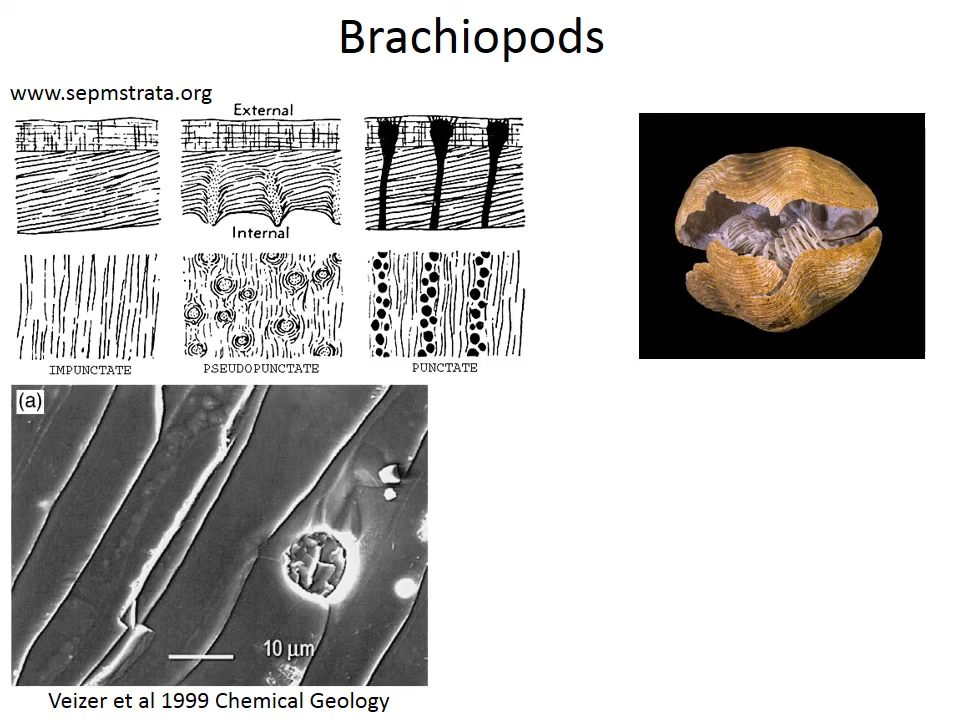 Brachiopods
www.sepmstrata.org
External
Internal
IMPUNCTATE
PSEUDOPUNCTATE
PUNCTATE
(a)
10 μm
Veizer et al 1999 Chemical Geology